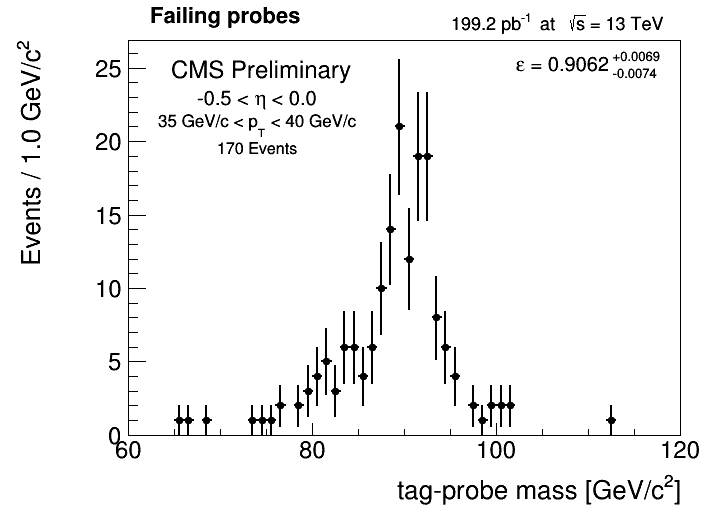 Failing probes
199.2 pb⁻¹ at √s = 13 TeV
CMS Preliminary
ε = 0.9062 +0.0069 -0.0074
-0.5 < η < 0.0
35 GeV/c < p_T < 40 GeV/c
170 Events
Events / 1.0 GeV/c²
25
20
15
10
5
0
60
80
100
120
tag-probe mass [GeV/c²]